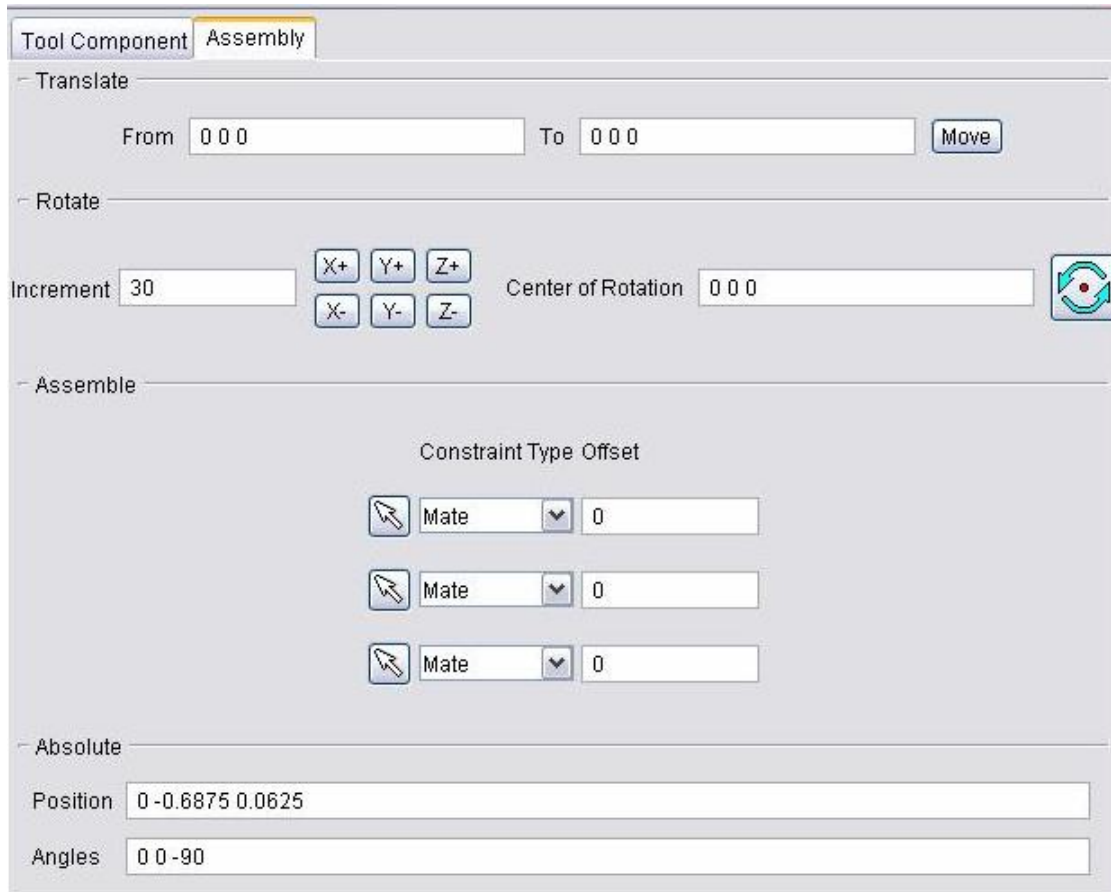 Tool Component Assembly
Translate
From 0 0 0 To 0 0 0 Move
Rotate
X+ Y+ Z+
Increment 30 Center of Rotation 0 0 0
X- Y- Z-
Assemble
Constraint Type Offset
Mate 0
Mate 0
Mate 0
Absolute
Position 0 -0.6875 0.0625
Angles 0 0 -90